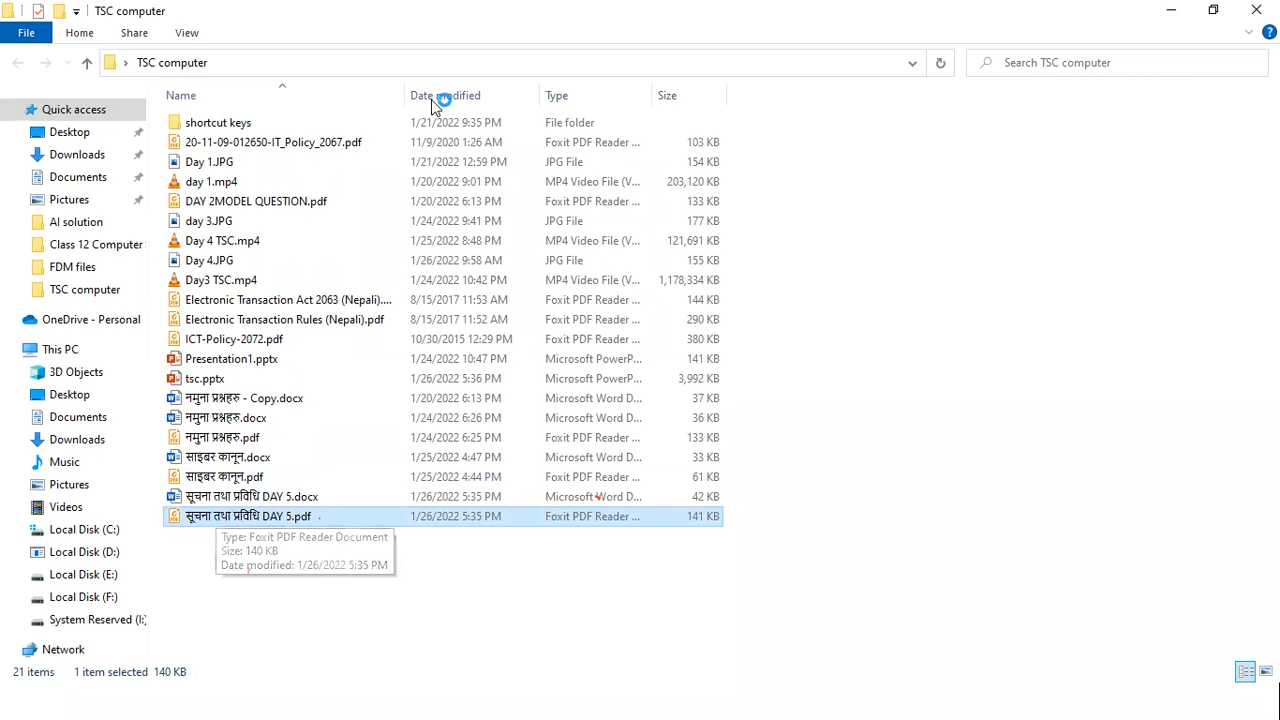 TSC computer
File Home Share View
TSC computer Search TSC computer
Name Date modified Type Size
Quick access
Desktop
Downloads
Documents
Pictures
AI solution
Class 12 Computer
FDM files
TSC computer
OneDrive - Personal
This PC
3D Objects
Desktop
Documents
Downloads
Music
Pictures
Videos
Local Disk (C:)
Local Disk (D:)
Local Disk (E:)
Local Disk (F:)
System Reserved (I:)
Network
shortcut keys 1/21/2022 9:35 PM File folder
20-11-09-012650-IT_Policy_2067.pdf 11/9/2020 1:26 AM Foxit PDF Reader ... 103 KB
Day 1.JPG 1/21/2022 12:59 PM JPG File 154 KB
day 1.mp4 1/20/2022 9:01 PM MP4 Video File (V... 203,120 KB
DAY 2MODEL QUESTION.pdf 1/20/2022 6:13 PM Foxit PDF Reader ... 133 KB
day 3.JPG 1/24/2022 9:41 PM JPG File 177 KB
Day 4 TSC.mp4 1/25/2022 8:48 PM MP4 Video File (V... 121,691 KB
Day 4.JPG 1/26/2022 9:58 AM JPG File 155 KB
Day3 TSC.mp4 1/24/2022 10:42 PM MP4 Video File (V... 1,178,334 KB
Electronic Transaction Act 2063 (Nepali).... 8/15/2017 11:53 AM Foxit PDF Reader ... 144 KB
Electronic Transaction Rules (Nepali).pdf 8/15/2017 11:52 AM Foxit PDF Reader ... 290 KB
ICT-Policy-2072.pdf 10/30/2015 12:29 PM Foxit PDF Reader ... 380 KB
Presentation1.pptx 1/24/2022 10:47 PM Microsoft PowerP... 141 KB
tsc.pptx 1/26/2022 5:36 PM Microsoft PowerP... 3,992 KB
नमुना प्रश्नहरु - Copy.docx 1/20/2022 6:13 PM Microsoft Word D... 37 KB
नमुना प्रश्नहरु.docx 1/24/2022 6:26 PM Microsoft Word D... 36 KB
नमुना प्रश्नहरु.pdf 1/24/2022 6:25 PM Foxit PDF Reader ... 133 KB
साइबर कानून.docx 1/25/2022 4:47 PM Microsoft Word D... 33 KB
साइबर कानून.pdf 1/25/2022 4:44 PM Foxit PDF Reader ... 61 KB
सूचना तथा प्रविधि DAY 5.docx 1/26/2022 5:35 PM Microsoft Word D... 42 KB
सूचना तथा प्रविधि DAY 5.pdf 1/26/2022 5:35 PM Foxit PDF Reader ... 141 KB
Type: Foxit PDF Reader Document
Size: 140 KB
Date modified: 1/26/2022 5:35 PM
21 items 1 item selected 140 KB